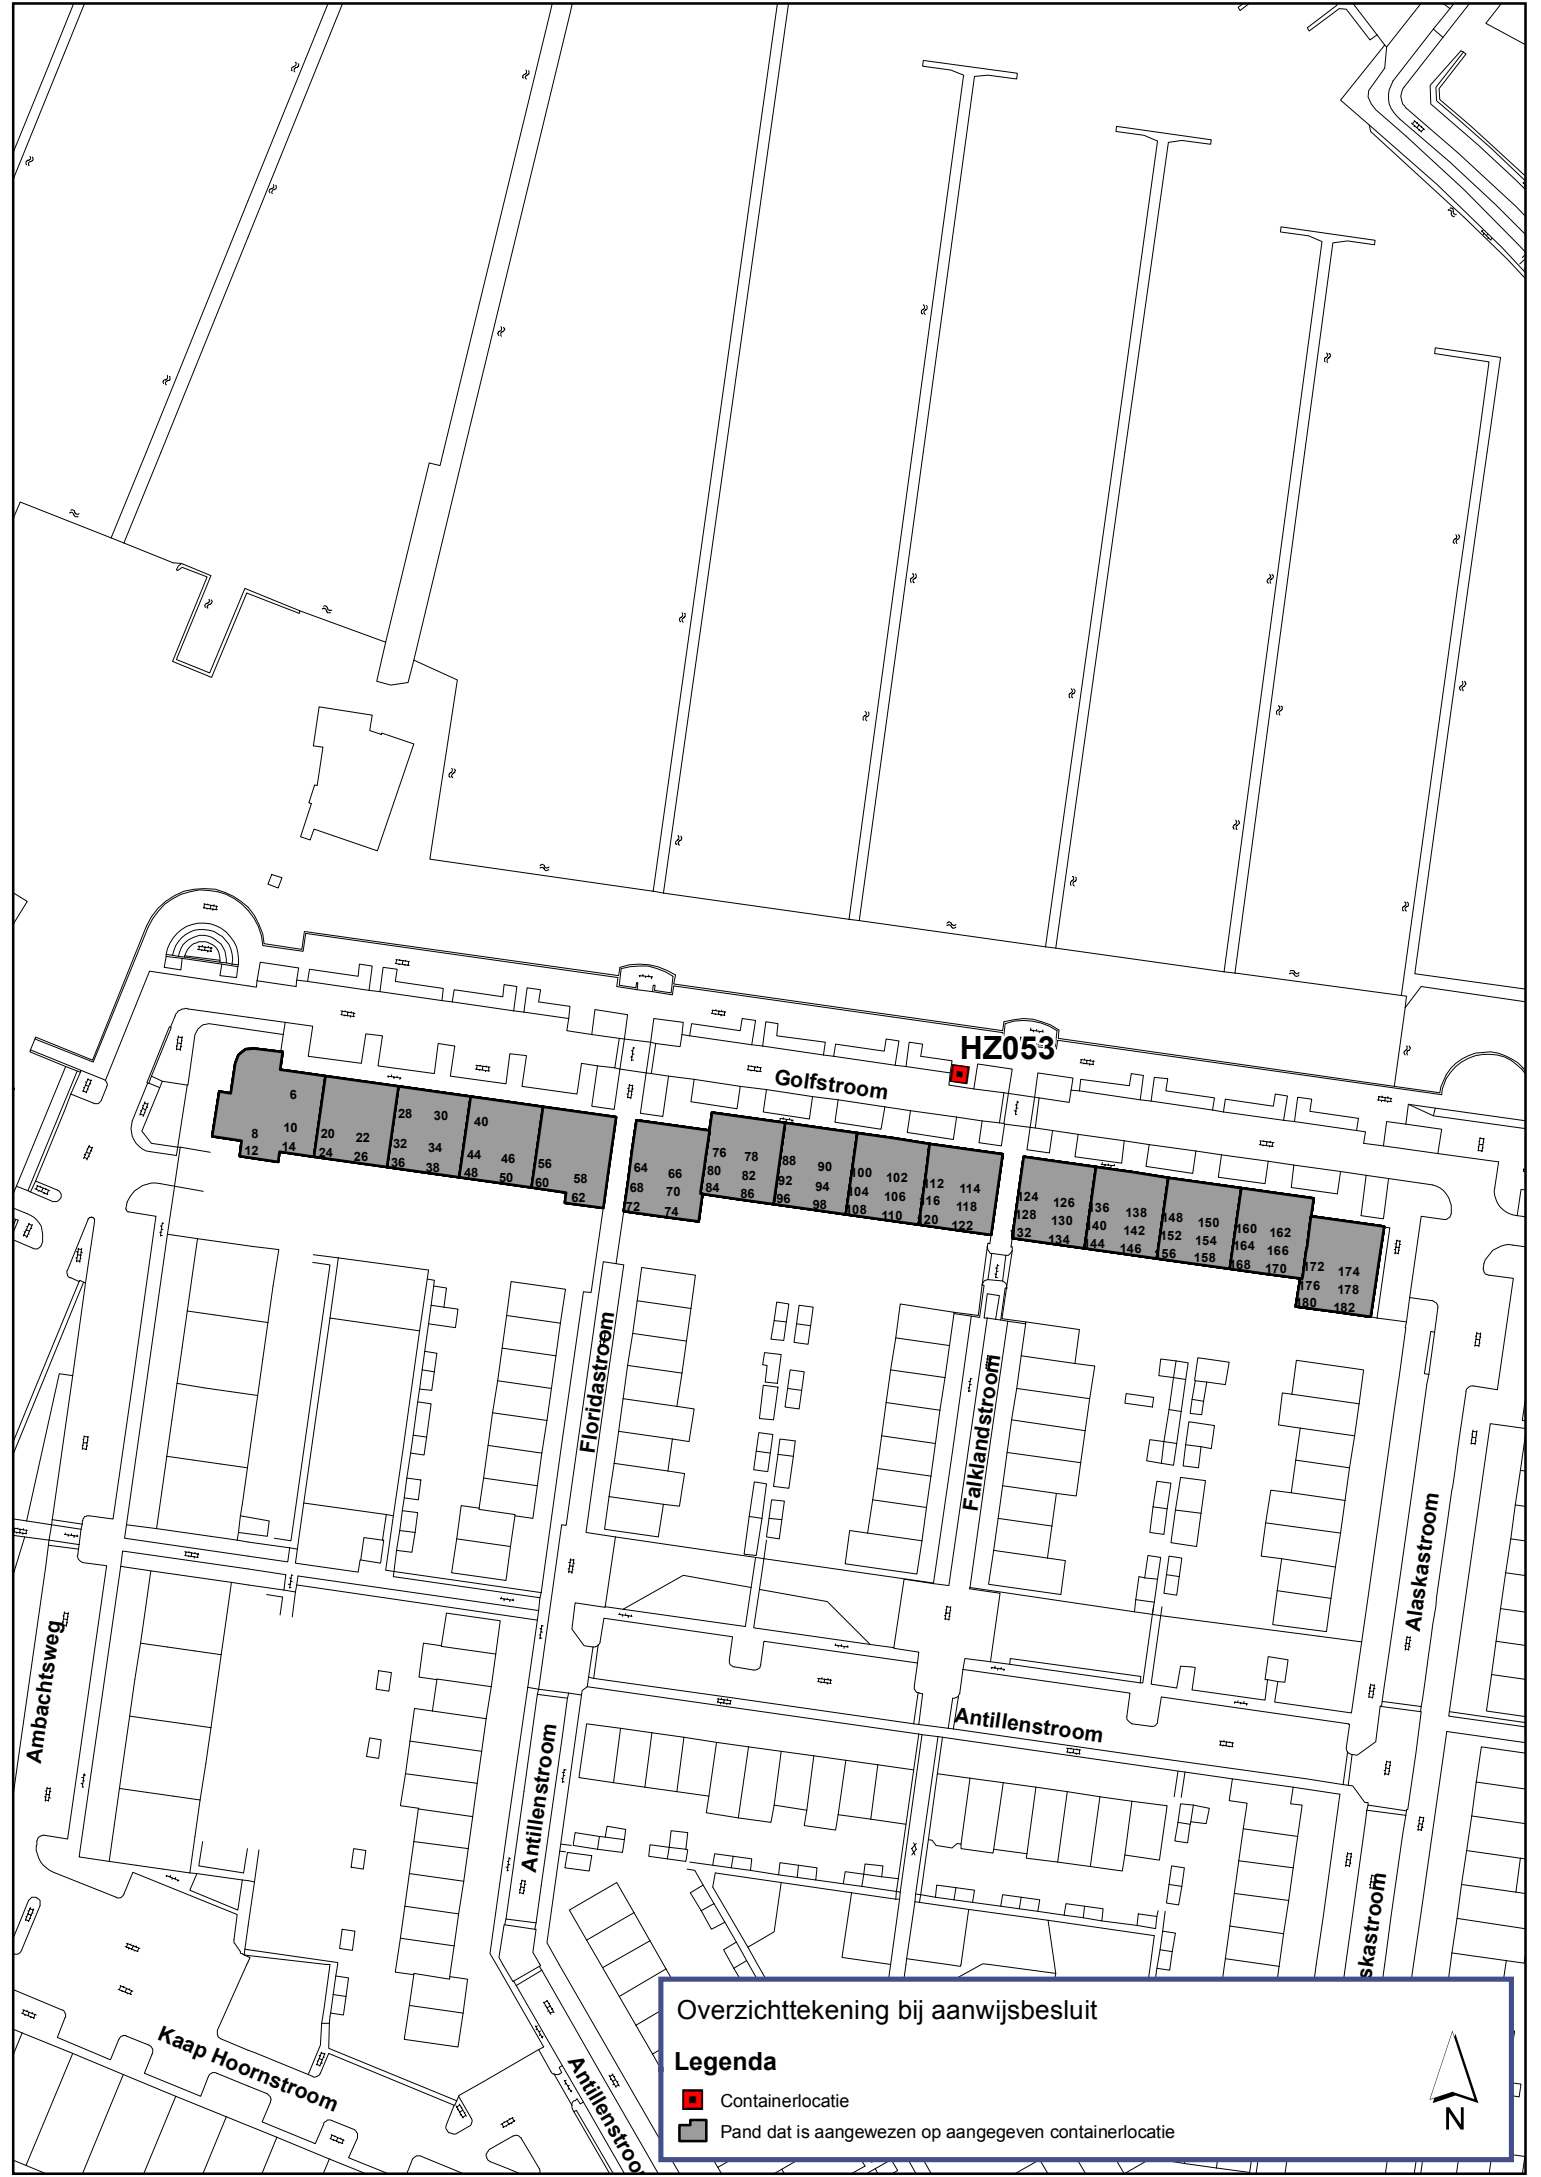 HZ053
Golfstroom
6
8 10
12 14
20 22
24 26
28 30
32 34
36 38
40
44 46
48 50
56 58
60 62
64 66
68 70
72 74
76 78
80 82
84 86
88 90
92 94
96 98
100 102
104 106
108 110
112 114
116 118
120 122
124 126
128 130
132 134
136 138
140 142
144 146
148 150
152 154
156 158
160 162
164 166
168 170
172 174
176 178
180 182
Floridastroom
Falklandstroom
Alaskastroom
Ambachtsweg
Antillenstroom
Antillenstroom
skastroom
Kaap Hoornstroom
Antillenstroo
Overzichttekening bij aanwijsbesluit
Legenda
Containerlocatie
Pand dat is aangewezen op aangegeven containerlocatie
N